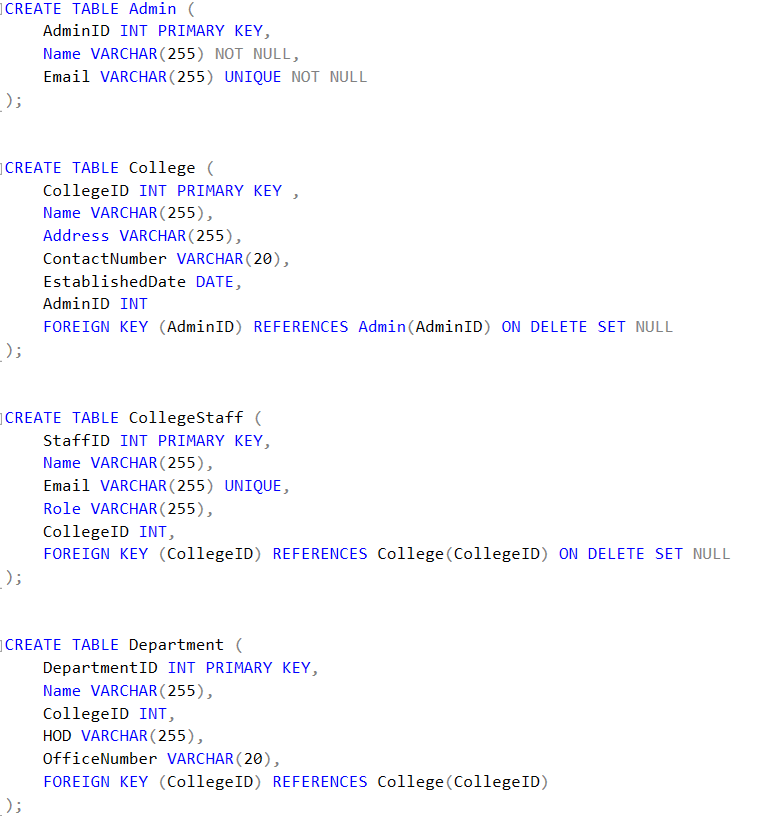 CREATE TABLE Admin (
    AdminID INT PRIMARY KEY,
    Name VARCHAR(255) NOT NULL,
    Email VARCHAR(255) UNIQUE NOT NULL
);
CREATE TABLE College (
    CollegeID INT PRIMARY KEY ,
    Name VARCHAR(255),
    Address VARCHAR(255),
    ContactNumber VARCHAR(20),
    EstablishedDate DATE,
    AdminID INT
    FOREIGN KEY (AdminID) REFERENCES Admin(AdminID) ON DELETE SET NULL
);
CREATE TABLE CollegeStaff (
    StaffID INT PRIMARY KEY,
    Name VARCHAR(255),
    Email VARCHAR(255) UNIQUE,
    Role VARCHAR(255),
    CollegeID INT,
    FOREIGN KEY (CollegeID) REFERENCES College(CollegeID) ON DELETE SET NULL
);
CREATE TABLE Department (
    DepartmentID INT PRIMARY KEY,
    Name VARCHAR(255),
    CollegeID INT,
    HOD VARCHAR(255),
    OfficeNumber VARCHAR(20),
    FOREIGN KEY (CollegeID) REFERENCES College(CollegeID)
);